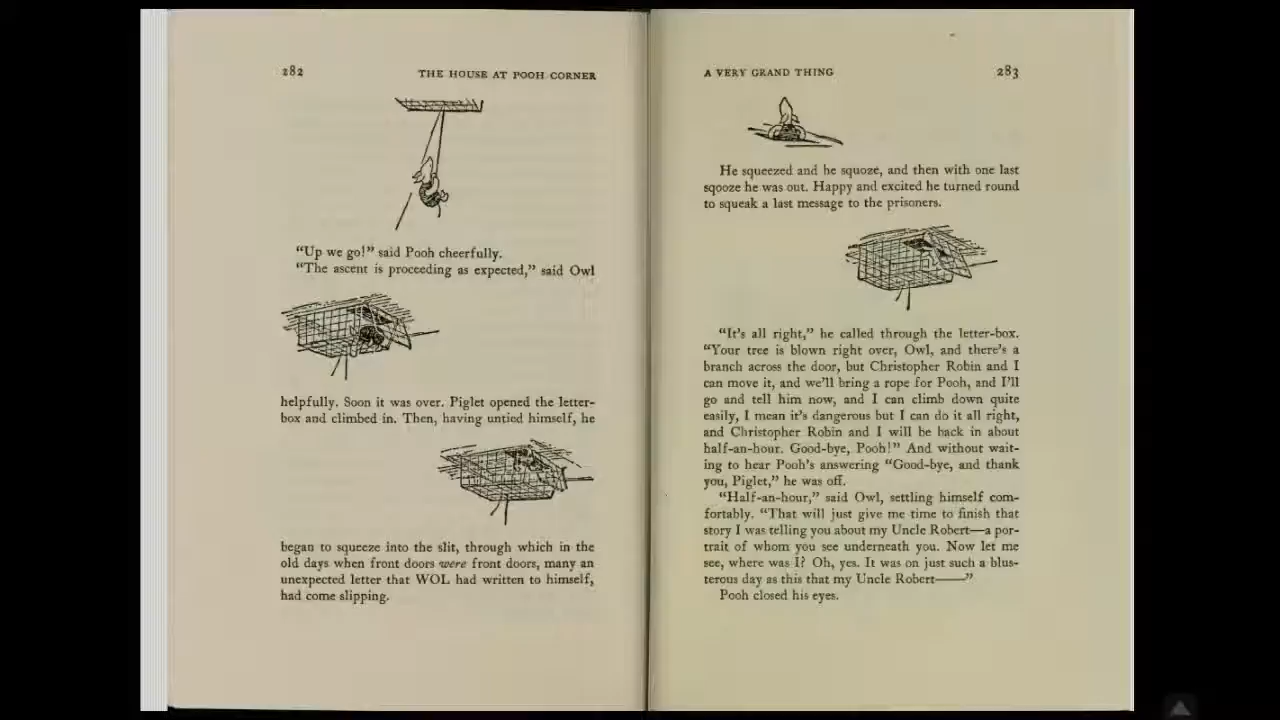 282
THE HOUSE AT POOH CORNER
"Up we go!" said Pooh cheerfully.
"The ascent is proceeding as expected," said Owl
helpfully. Soon it was over. Piglet opened the letter-
box and climbed in. Then, having untied himself, he
began to squeeze into the slit, through which in the
old days when front doors were front doors, many an
unexpected letter that WOL had written to himself,
had come slipping.
A VERY GRAND THING
283
He squeezed and he squoze, and then with one last
sqooze he was out. Happy and excited he turned round
to squeak a last message to the prisoners.
"It's all right," he called through the letter-box.
"Your tree is blown right over, Owl, and there's a
branch across the door, but Christopher Robin and I
can move it, and we'll bring a rope for Pooh, and I'll
go and tell him now, and I can climb down quite
easily, I mean it's dangerous but I can do it all right,
and Christopher Robin and I will be back in about
half-an-hour. Good-bye, Pooh!" And without wait-
ing to hear Pooh's answering "Good-bye, and thank
you, Piglet," he was off.
"Half-an-hour," said Owl, settling himself com-
fortably. "That will just give me time to finish that
story I was telling you about my Uncle Robert—a por-
trait of whom you see underneath you. Now let me
see, where was I? Oh, yes. It was on just such a blus-
terous day as this that my Uncle Robert——"
Pooh closed his eyes.